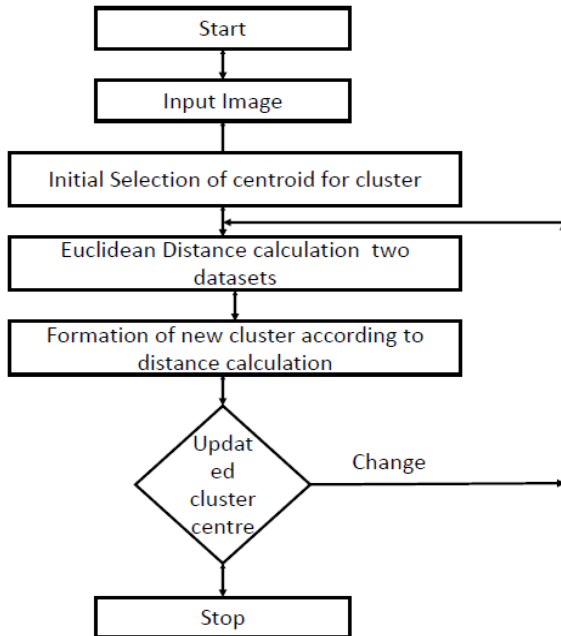 Start
Input Image
Initial Selection of centroid for cluster
Euclidean Distance calculation two
datasets
Formation of new cluster according to
distance calculation
Updat
ed
cluster
centre
Change
Stop